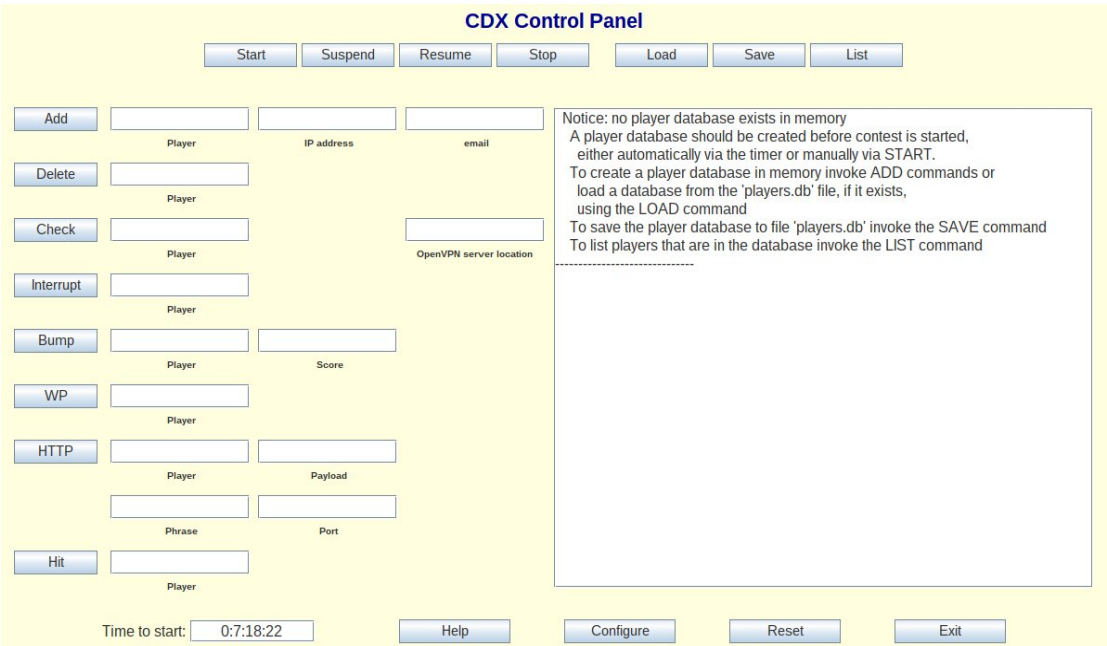 CDX Control Panel
Start Suspend Resume Stop Load Save List
Add
Player IP address email
Delete
Player
Check
Player OpenVPN server location
Interrupt
Player
Bump
Player Score
WP
Player
HTTP
Player Payload
Phrase Port
Hit
Player
Notice: no player database exists in memory
A player database should be created before contest is started,
either automatically via the timer or manually via START.
To create a player database in memory invoke ADD commands or
load a database from the 'players.db' file, if it exists,
using the LOAD command
To save the player database to file 'players.db' invoke the SAVE command
To list players that are in the database invoke the LIST command
------------------------------
Time to start: 0:7:18:22 Help Configure Reset Exit